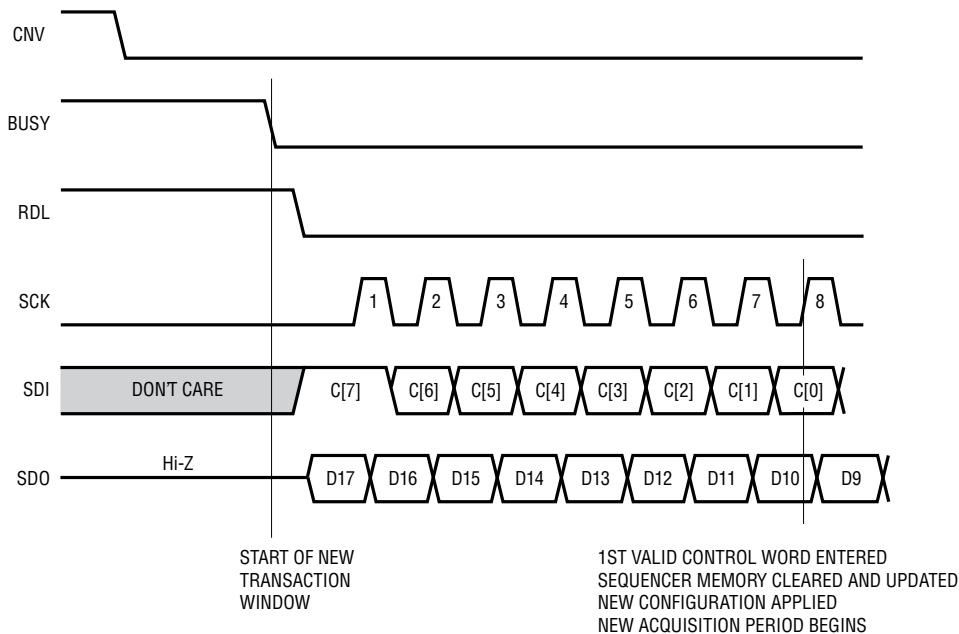 CNV
BUSY
RDL
SCK 1 2 3 4 5 6 7 8
SDI DON'T CARE C[7] C[6] C[5] C[4] C[3] C[2] C[1] C[0]
SDO Hi-Z D17 D16 D15 D14 D13 D12 D11 D10 D9
START OF NEW
TRANSACTION
WINDOW
1ST VALID CONTROL WORD ENTERED
SEQUENCER MEMORY CLEARED AND UPDATED
NEW CONFIGURATION APPLIED
NEW ACQUISITION PERIOD BEGINS